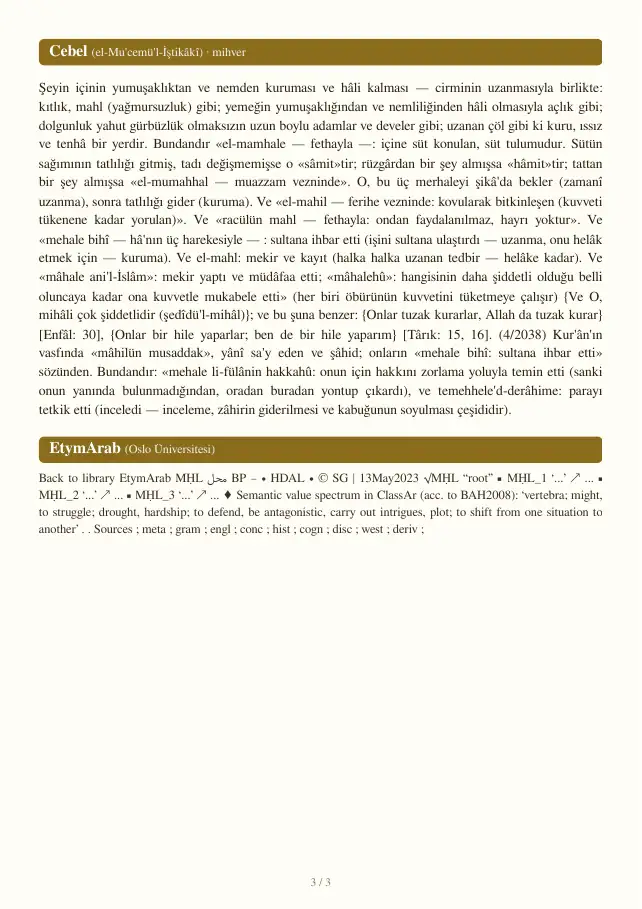 Cebel (el-Mu'cemü'l-İştikâkî) · mihver
Şeyin içinin yumuşaklıktan ve nemden kuruması ve hâli kalması — cirminin uzanmasıyla birlikte:
kıtlık, mahl (yağmursuzluk) gibi; yemeğin yumuşaklığından ve nemliliğinden hâli olmasıyla açlık gibi;
dolgunluk yahut gürbüzlük olmaksızın uzun boylu adamlar ve develer gibi; uzanan çöl gibi ki kuru, ıssız
ve tenhâ bir yerdir. Bundandır «el-mamhale — fethayla —: içine süt konulan, süt tulumudur. Sütün
sağımının tatlılığı gitmiş, tadı değişmemişse o «sâmit»tir; rüzgârdan bir şey almışsa «hâmit»tir; tattan
bir şey almışsa «el-mumahhal — muazzam vezninde». O, bu üç merhaleyi şikâ'da bekler (zamanî
uzanma), sonra tatlılığı gider (kuruma). Ve «el-mahil — ferihe vezninde: kovularak bitkinleşen (kuvveti
tükenene kadar yorulan)». Ve «racülün mahl — fethayla: ondan faydalanılmaz, hayrı yoktur». Ve
«mehale bihî — hâ'nın üç harekesiyle — : sultana ihbar etti (işini sultana ulaştırdı — uzanma, onu helâk
etmek için — kuruma). Ve el-mahl: mekir ve kayıt (halka halka uzanan tedbir — helâke kadar). Ve
«mâhale ani'l-İslâm»: mekir yaptı ve müdâfaa etti; «mâhalehû»: hangisinin daha şiddetli olduğu belli
oluncaya kadar ona kuvvetle mukabele etti» (her biri öbürünün kuvvetini tüketmeye çalışır) {Ve O,
mihâli çok şiddetlidir (şedîdü'l-mihâl)}; ve bu şuna benzer: {Onlar tuzak kurarlar, Allah da tuzak kurar}
[Enfâl: 30], {Onlar bir hile yaparlar; ben de bir hile yaparım} [Târık: 15, 16]. (4/2038) Kur'ân'ın
vasfında «mâhilün musaddak», yânî sa'y eden ve şâhid; onların «mehale bihî: sultana ihbar etti»
sözünden. Bundandır: «mehale li-fülânin hakkahû: onun için hakkını zorlama yoluyla temin etti (sanki
onun yanında bulunmadığından, oradan buradan yontup çıkardı), ve temehhele'd-derâhime: parayı
tetkik etti (inceledi — inceleme, zâhirin giderilmesi ve kabuğunun soyulması çeşididir).
EtymArab (Oslo Üniversitesi)
Back to library EtymArab MḤL محل BP – • HDAL • © SG | 13May2023 √MḤL “root” ▪ MḤL_1 ‘...’ ↗ ... ▪
MḤL_2 ‘...’ ↗ ... ▪ MḤL_3 ‘...’ ↗ ... ♦ Semantic value spectrum in ClassAr (acc. to BAH2008): ‘vertebra; might,
to struggle; drought, hardship; to defend, be antagonistic, carry out intrigues, plot; to shift from one situation to
another’ . . Sources ; meta ; gram ; engl ; conc ; hist ; cogn ; disc ; west ; deriv ;
3 / 3